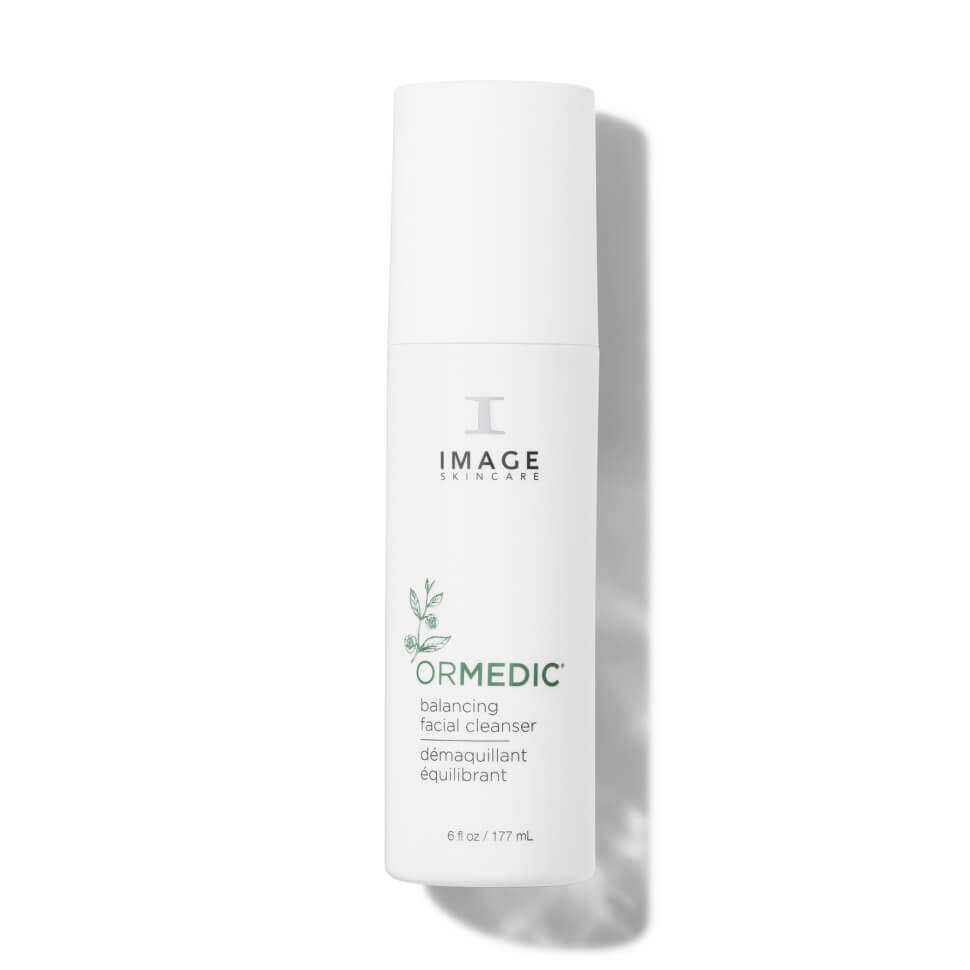 I
IMAGE
SKINCARE
ORMEDIC®
balancing
facial cleanser
démaquillant
équilibrant
6 fl oz / 177 mL